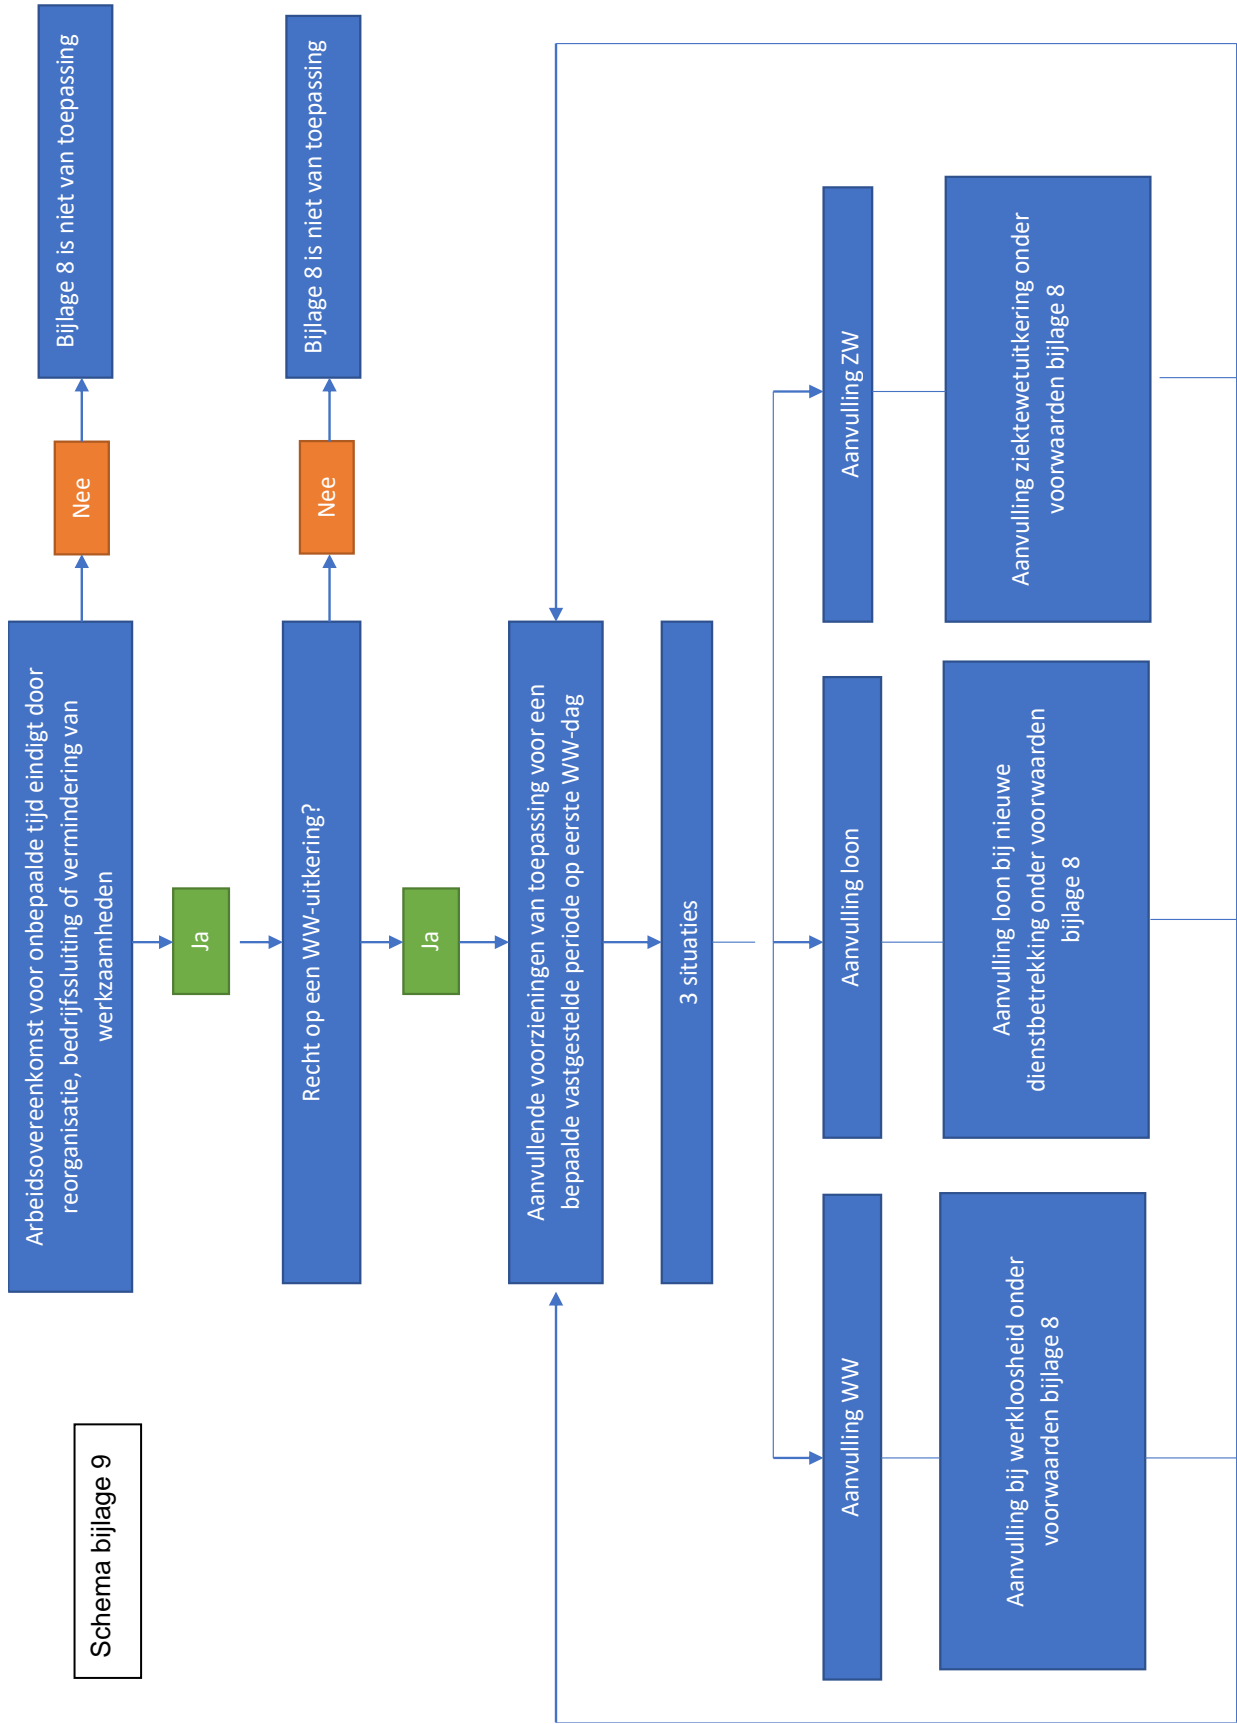 Schema bijlage 9
Arbeidsovereenkomst voor onbepaalde tijd eindigt door
reorganisatie, bedrijfssluiting of vermindering van
werkzaamheden
Nee
Bijlage 8 is niet van toepassing
Ja
Recht op een WW-uitkering?
Nee
Bijlage 8 is niet van toepassing
Ja
Aanvullende voorzieningen van toepassing voor een
bepaalde vastgestelde periode op eerste WW-dag
3 situaties
Aanvulling WW
Aanvulling loon
Aanvulling ZW
Aanvulling bij werkloosheid onder
voorwaarden bijlage 8
Aanvulling loon bij nieuwe
dienstbetrekking onder voorwaarden
bijlage 8
Aanvulling ziektewetuitkering onder
voorwaarden bijlage 8